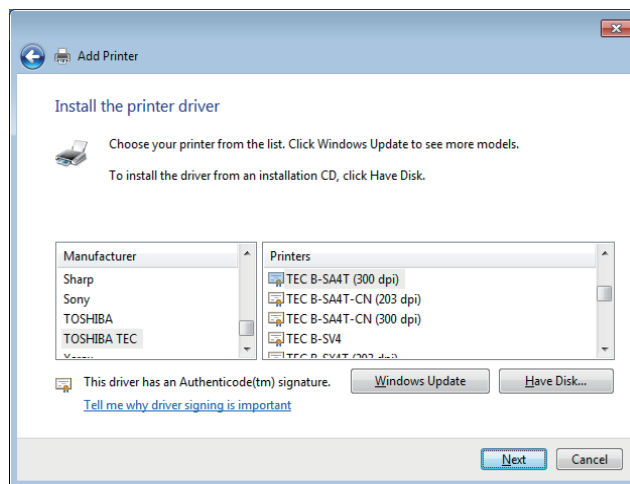 Add Printer
Install the printer driver
Choose your printer from the list. Click Windows Update to see more models.
To install the driver from an installation CD, click Have Disk.
Manufacturer
Sharp
Sony
TOSHIBA
TOSHIBA TEC
Printers
TEC B-SA4T (300 dpi)
TEC B-SA4T-CN (203 dpi)
TEC B-SA4T-CN (300 dpi)
TEC B-SV4
This driver has an Authenticode(tm) signature.
Tell me why driver signing is important
Windows Update
Have Disk...
Next
Cancel